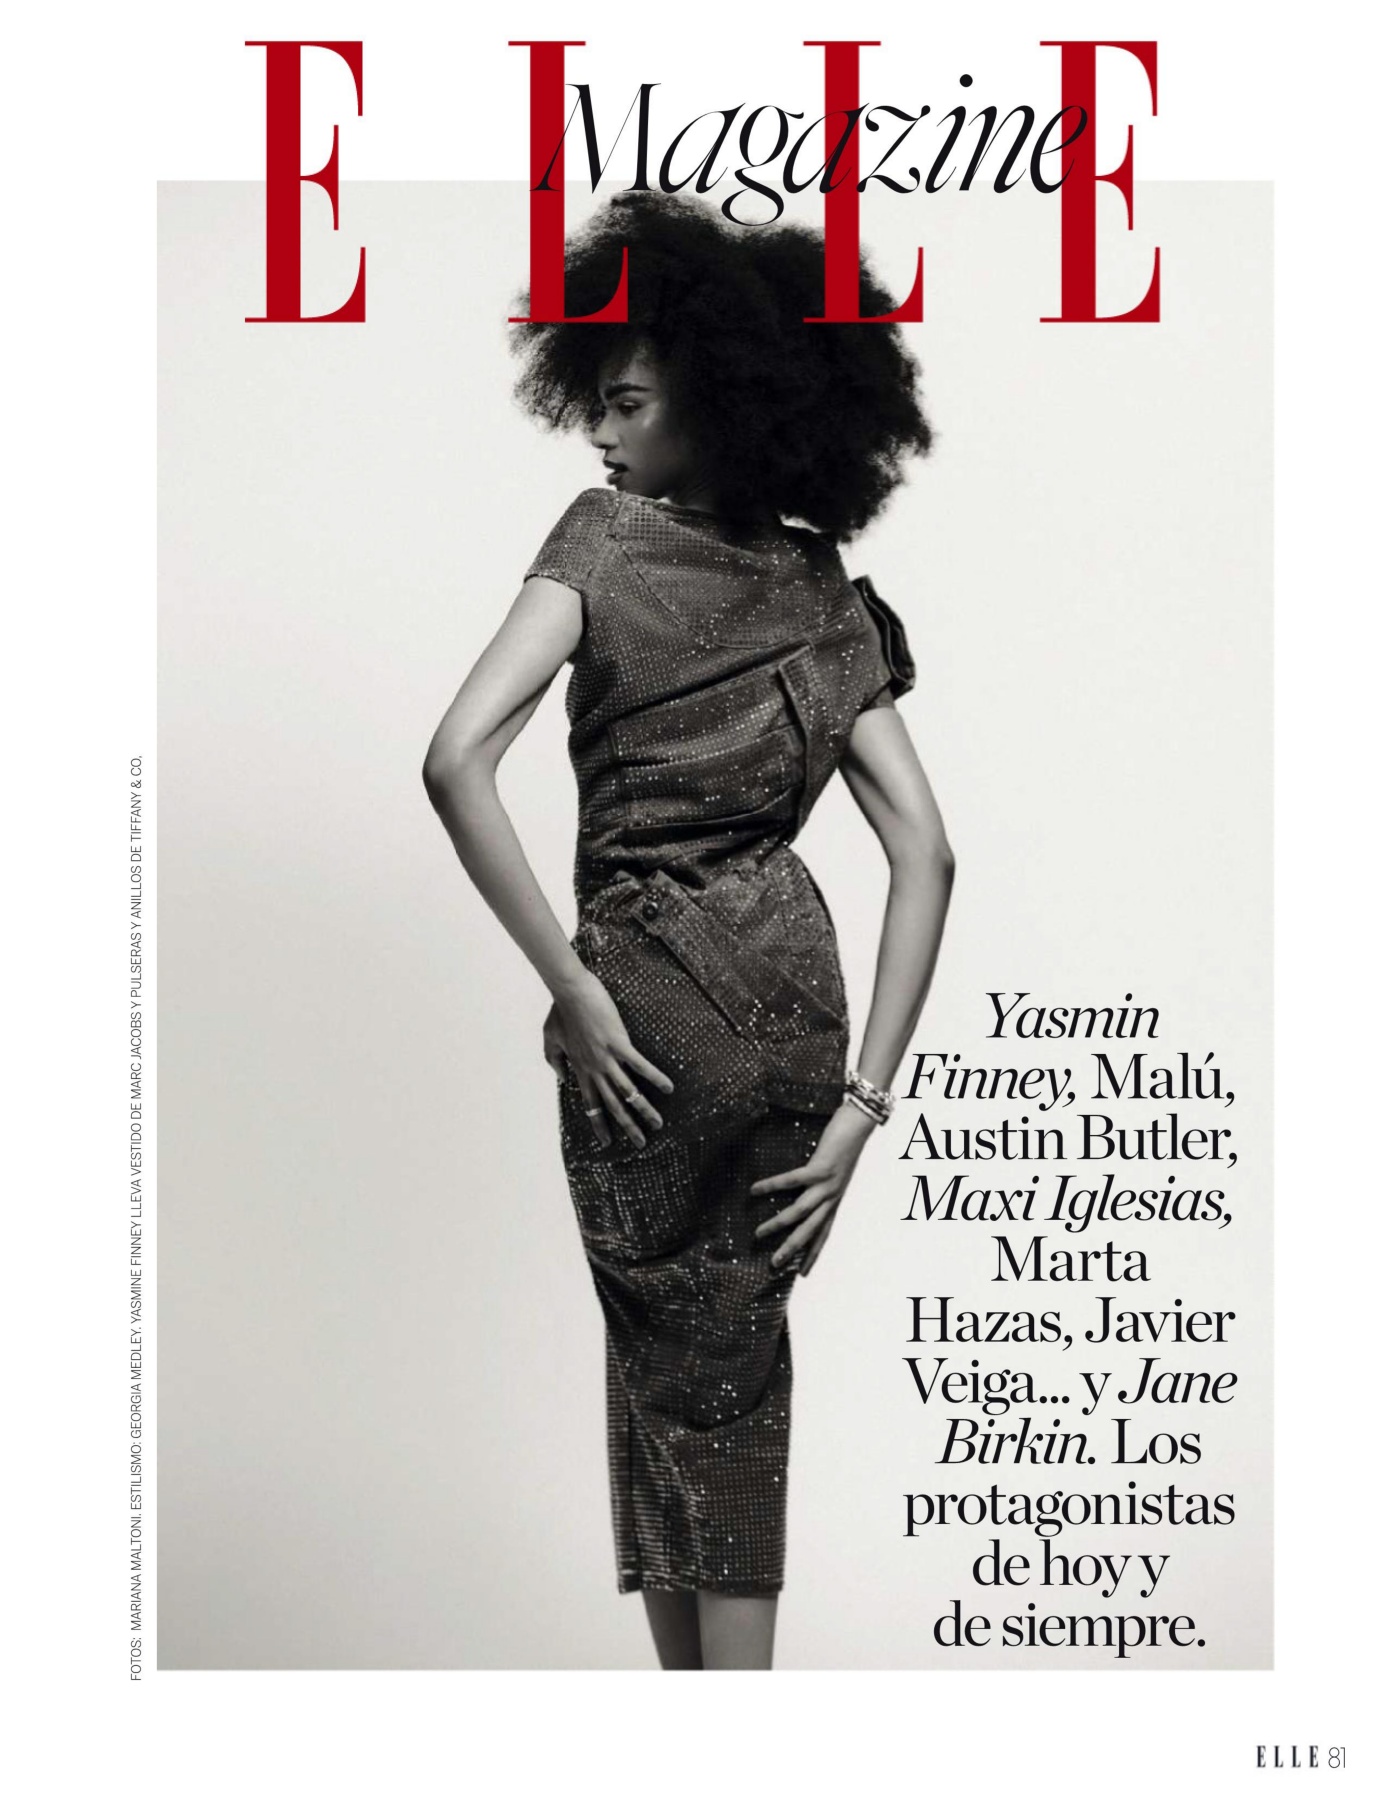 ELLE
Magazine
Yasmin
Finney, Malú,
Austin Butler,
Maxi Iglesias,
Marta
Hazas, Javier
Veiga... y Jane
Birkin. Los
protagonistas
de hoy y
de siempre.
FOTOS: MARIANA MALTONI. ESTILISMO: GEORGIA MEDLEY. YASMINE FINNEY LLEVA VESTIDO DE MARC JACOBS Y PULSERAS Y ANILLOS DE TIFFANY & CO.
ELLE 81